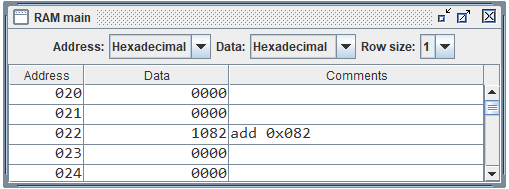 RAM main
Address: Hexadecimal Data: Hexadecimal Row size: 1
Address Data Comments
020 0000
021 0000
022 1082 add 0x082
023 0000
024 0000